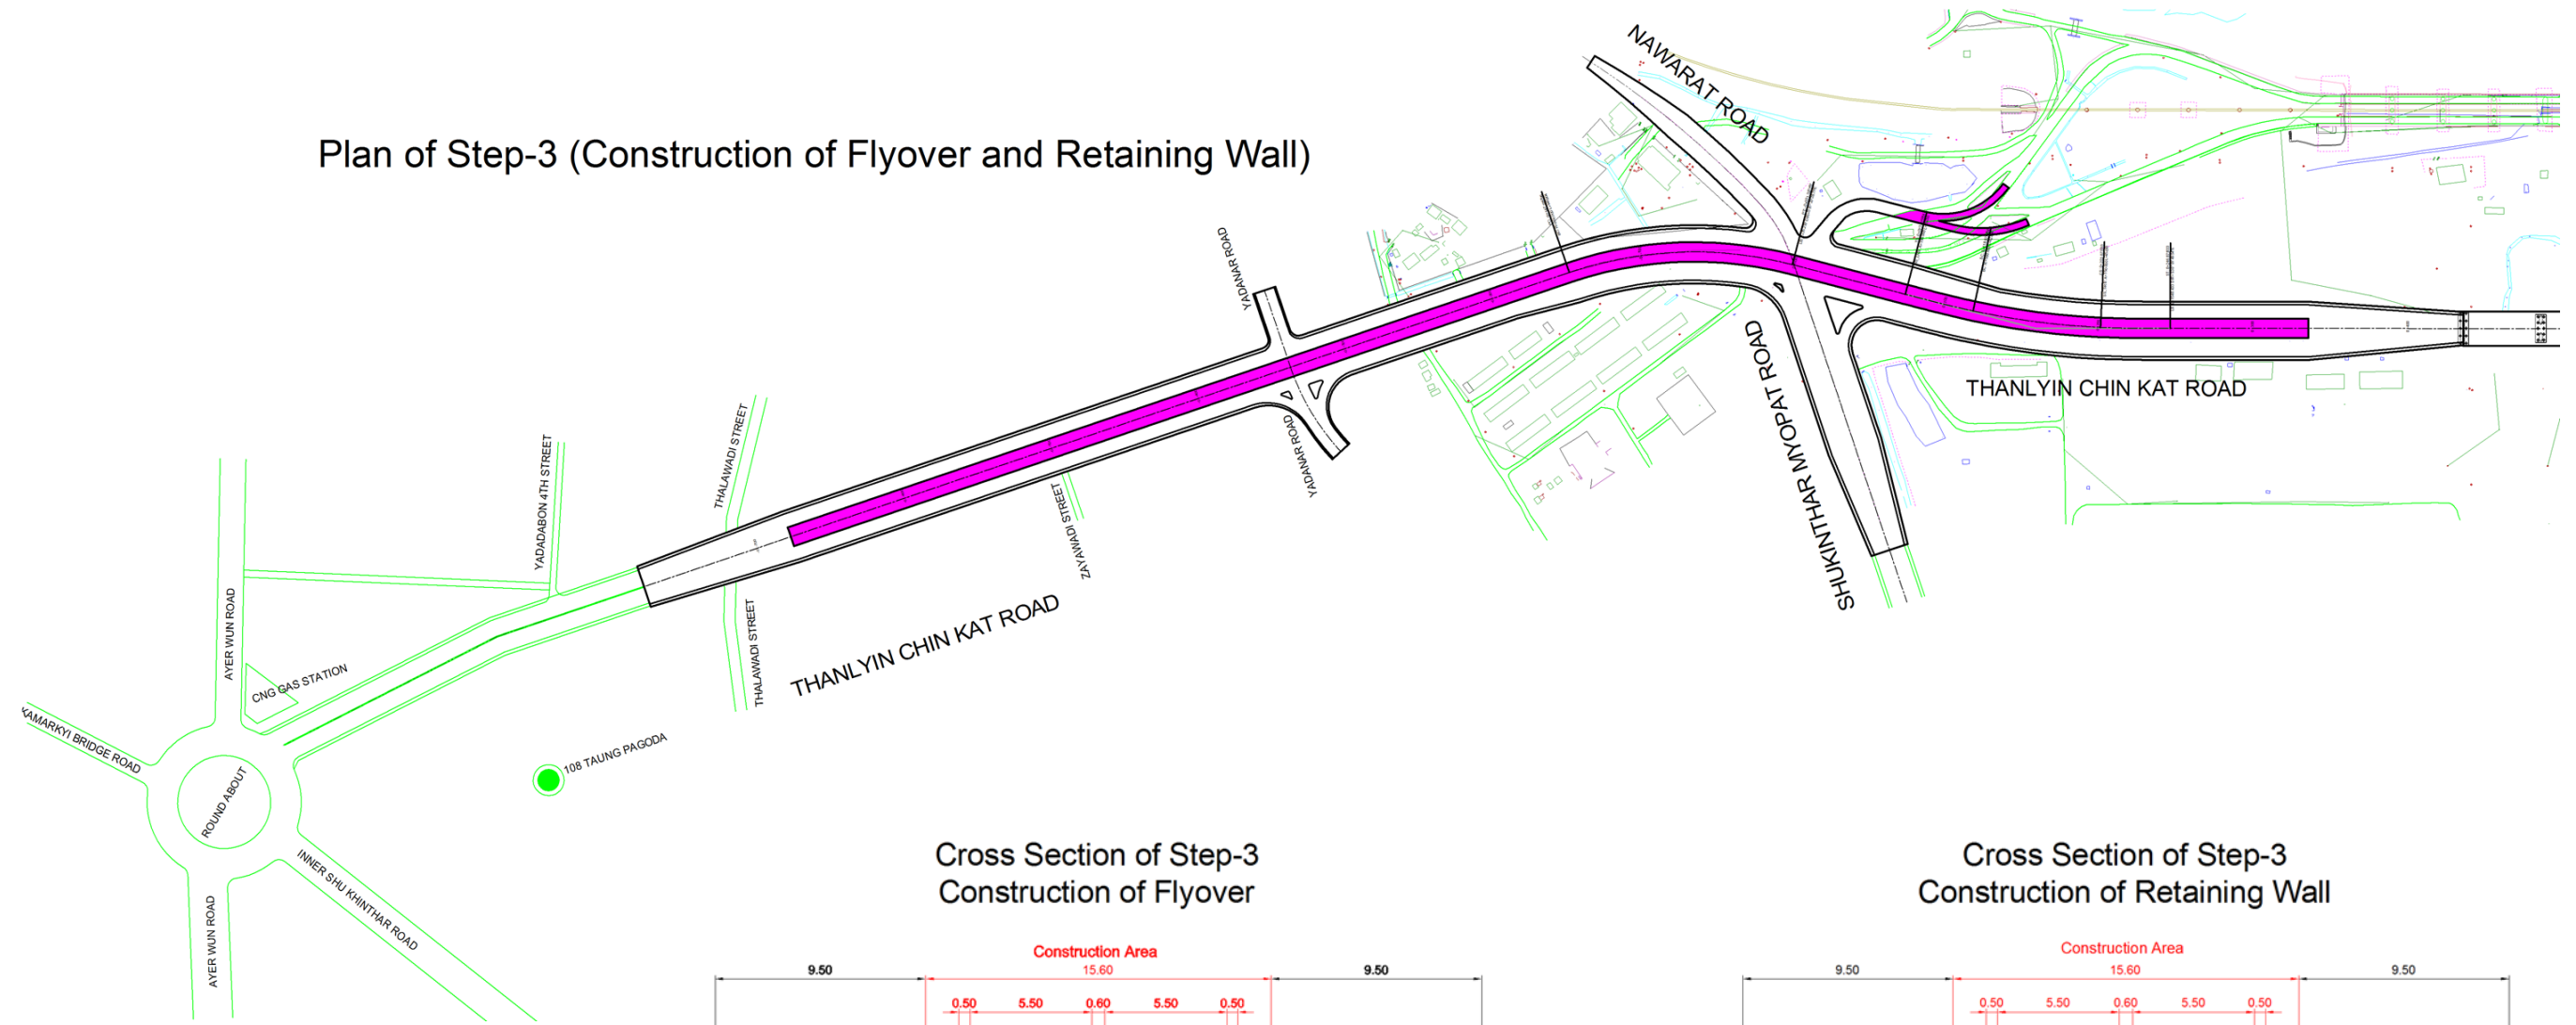 Plan of Step-3 (Construction of Flyover and Retaining Wall)
NAWARAT ROAD
YADANAR ROAD
THALAWADI STREET
YADADABON 4TH STREET
YADANAR ROAD
ZAYYAWADI STREET
SHUKINTHAR MYOPAT ROAD
THANLYIN CHIN KAT ROAD
THANLYIN CHIN KAT ROAD
THALAWADI STREET
AYER WUN ROAD
CNG GAS STATION
KAMARKYI BRIDGE ROAD
ROUND ABOUT
108 TAUNG PAGODA
INNER SHU KHINTHAR ROAD
AYER WUN ROAD
Cross Section of Step-3
Construction of Flyover
Construction Area
9.50 15.60 9.50
0.50 5.50 0.60 5.50 0.50
Cross Section of Step-3
Construction of Retaining Wall
Construction Area
9.50 15.60 9.50
0.50 5.50 0.60 5.50 0.50